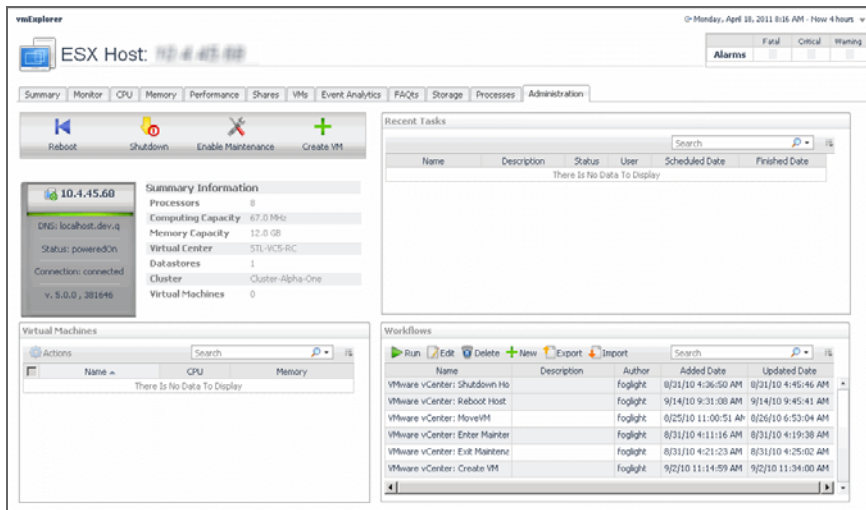 vmExplorer
Monday, April 18, 2011 8:16 AM - Now 4 hours
ESX Host:
Fatal Critical Warning
Alarms
Summary Monitor CPU Memory Performance Shares VMs Event Analytics FAQts Storage Processes Administration
Reboot Shutdown Enable Maintenance Create VM
10.4.45.60
DNS: localhost.dev.q
Status: poweredOn
Connection: connected
v. 5.0.0 , 381646
Summary Information
Processors 8
Computing Capacity 67.0 MHz
Memory Capacity 12.0 GB
Virtual Center STL-VC5-RC
Datastores 1
Cluster Cluster-Alpha-One
Virtual Machines 0
Recent Tasks
Search
Name Description Status User Scheduled Date Finished Date
There Is No Data To Display
Virtual Machines
Actions Search
Name CPU Memory
There Is No Data To Display
Workflows
Run Edit Delete New Export Import Search
Name Description Author Added Date Updated Date
VMware vCenter: Shutdown Ho foglight 8/31/10 4:36:50 AM 8/31/10 4:45:46 AM
VMware vCenter: Reboot Host foglight 9/14/10 9:31:08 AM 9/14/10 9:45:41 AM
VMware vCenter: MoveVM foglight 8/25/10 11:00:51 AM 8/26/10 6:53:04 AM
VMware vCenter: Enter Mainter foglight 8/31/10 4:11:16 AM 8/31/10 4:19:38 AM
VMware vCenter: Exit Maintena foglight 8/31/10 4:21:23 AM 8/31/10 4:25:02 AM
VMware vCenter: Create VM foglight 9/2/10 11:14:59 AM 9/2/10 11:34:00 AM